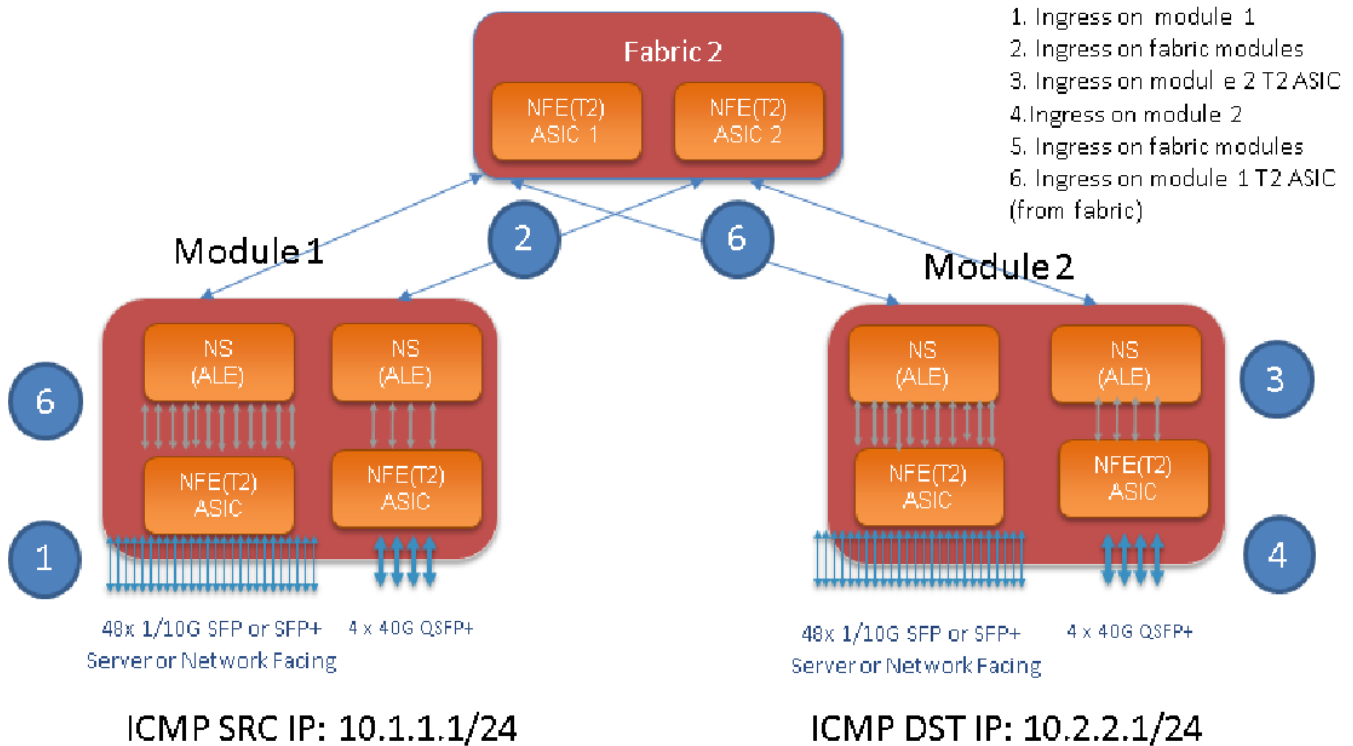 1. Ingress on module 1
2. Ingress on fabric modules
3. Ingress on modul e 2 T2 ASIC
4.Ingress on module 2
5. Ingress on fabric modules
6. Ingress on module 1 T2 ASIC
(from fabric)
Fabric 2
NFE(T2)
ASIC 1
NFE(T2)
ASIC 2
2
6
Module 1
Module 2
NS
(ALE)
NS
(ALE)
NFE(T2)
ASIC
NFE(T2)
ASIC
6
1
NS
(ALE)
NS
(ALE)
NFE(T2)
ASIC
NFE(T2)
ASIC
3
4
48x 1/10G SFP or SFP+
Server or Network Facing
4 x 40G QSFP+
48x 1/10G SFP or SFP+
Server or Network Facing
4 x 40G QSFP+
ICMP SRC IP: 10.1.1.1/24
ICMP DST IP: 10.2.2.1/24